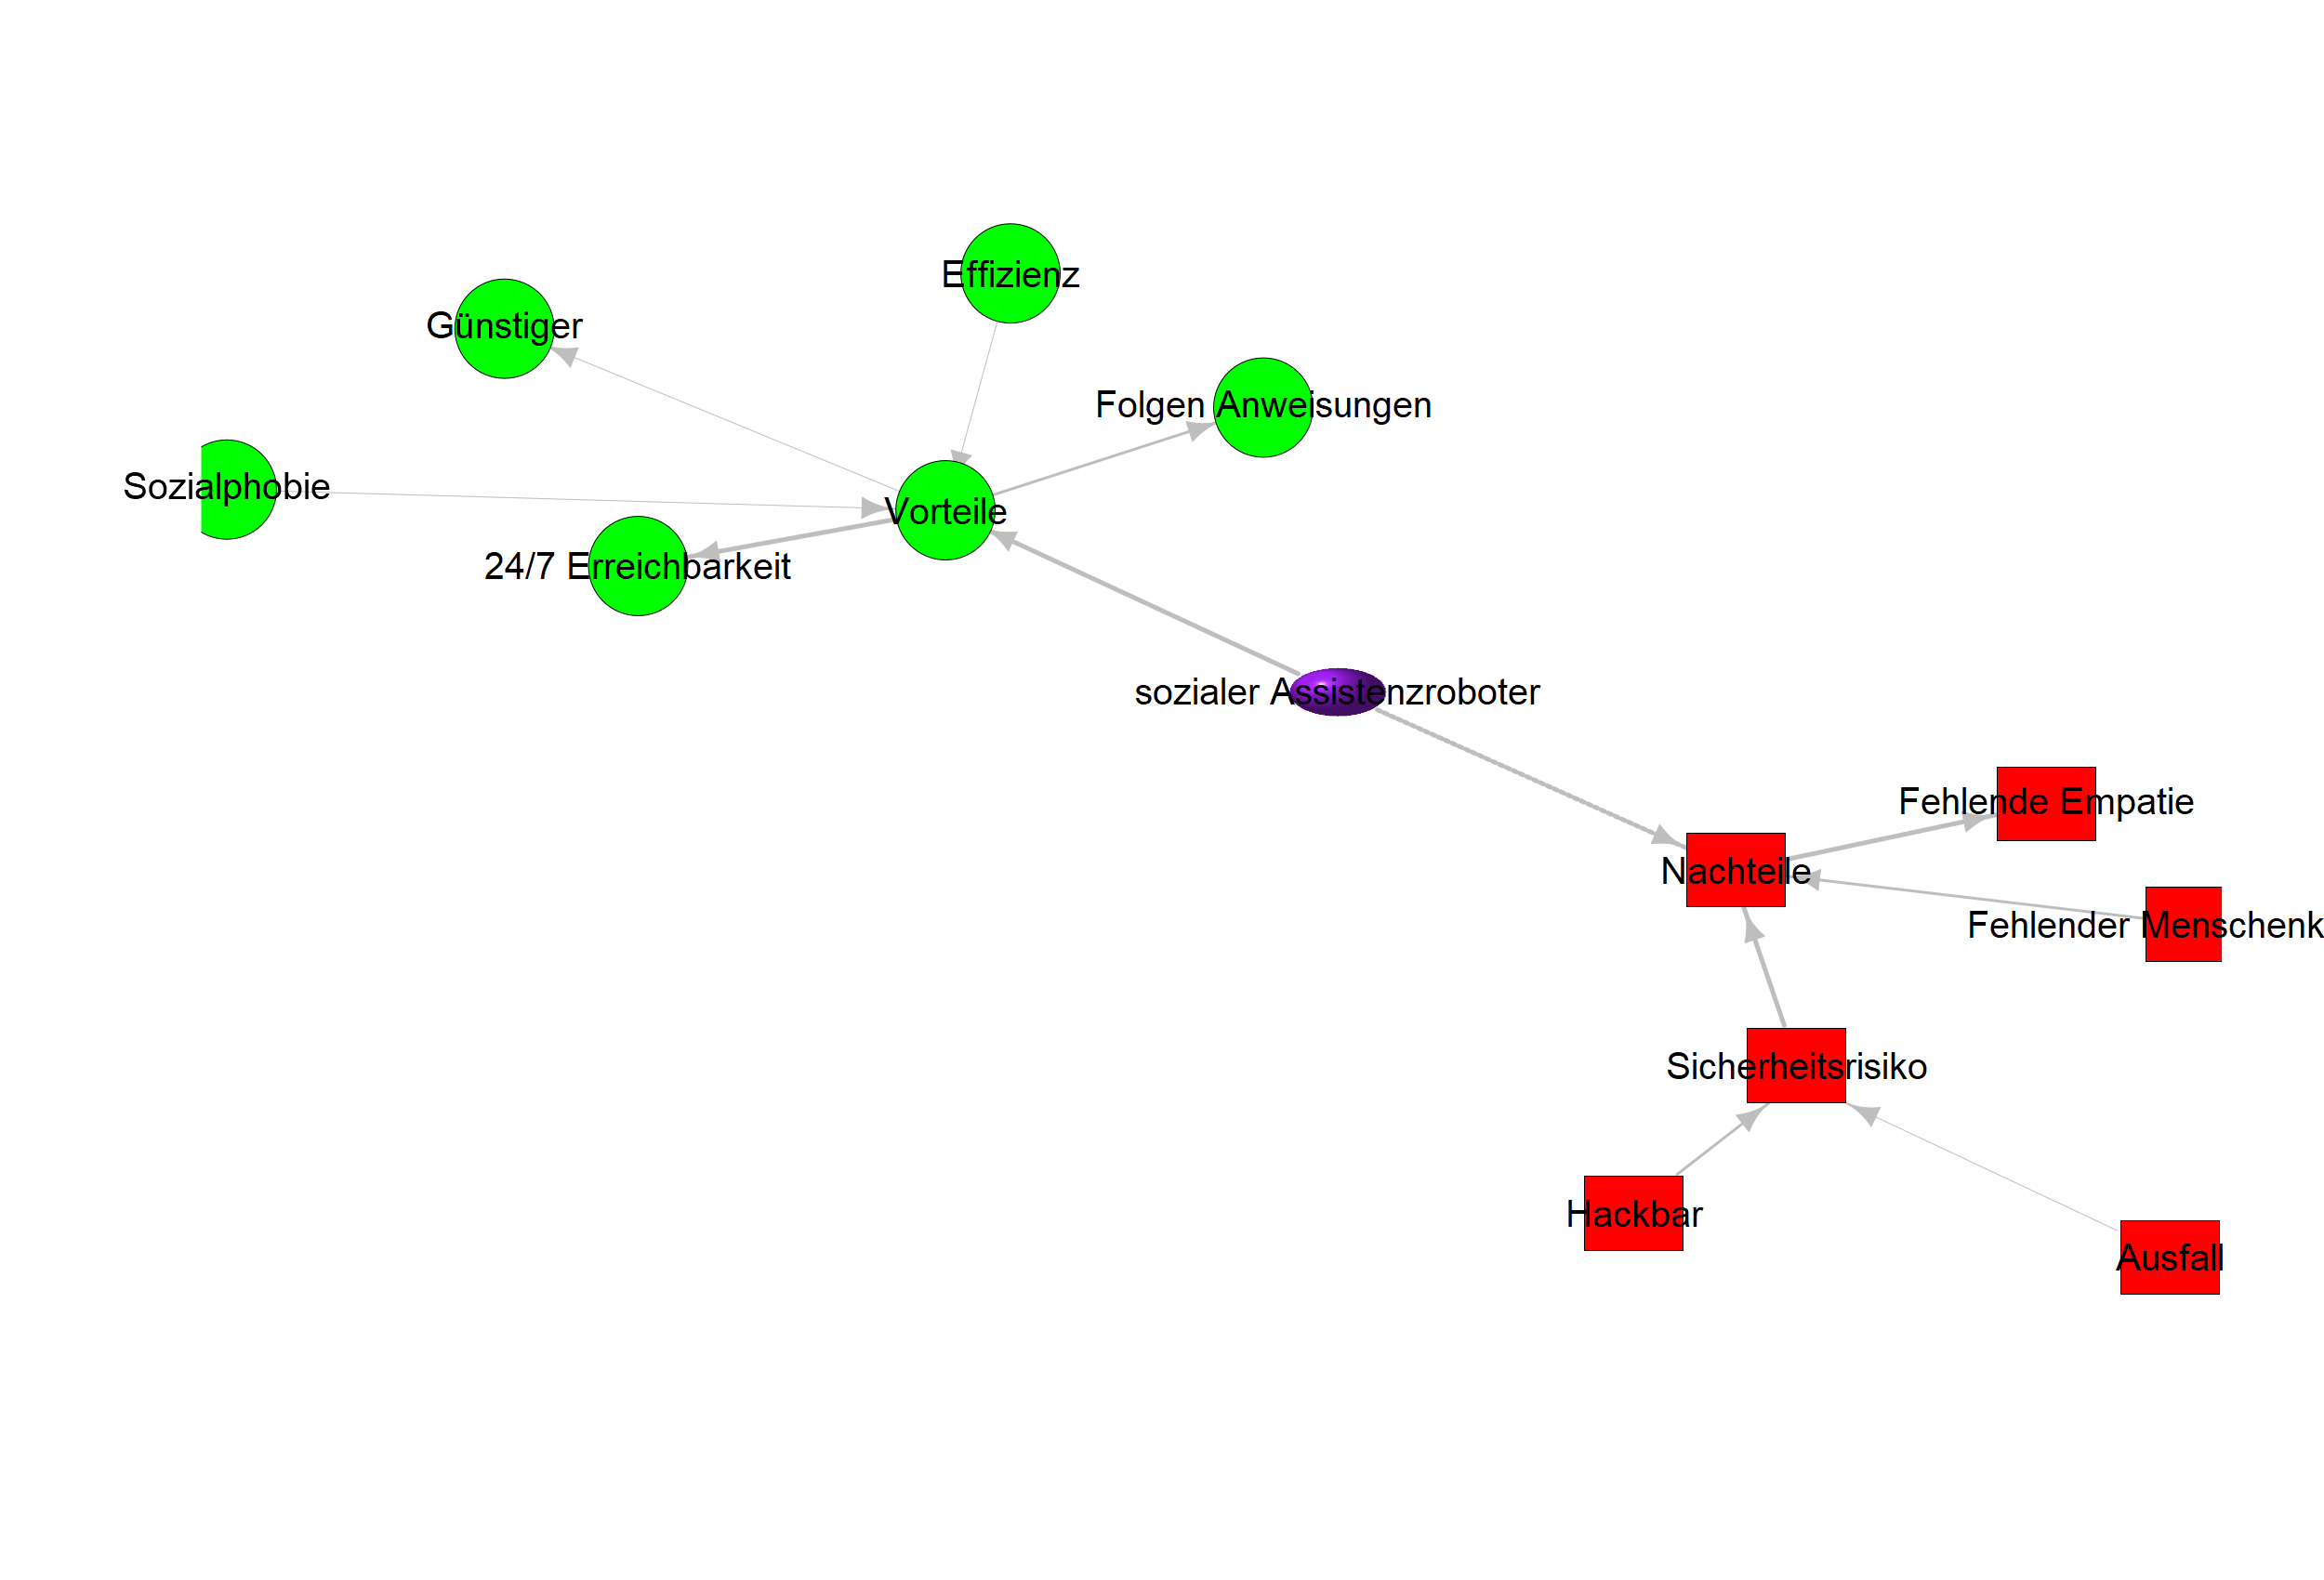 Effizienz
Günstiger
Folgen Anweisungen
Sozialphobie
Vorteile
24/7 Erreichbarkeit
sozialer Assistenzroboter
Fehlende Empatie
Nachteile
Fehlender Menschenk
Sicherheitsrisiko
Hackbar
Ausfall